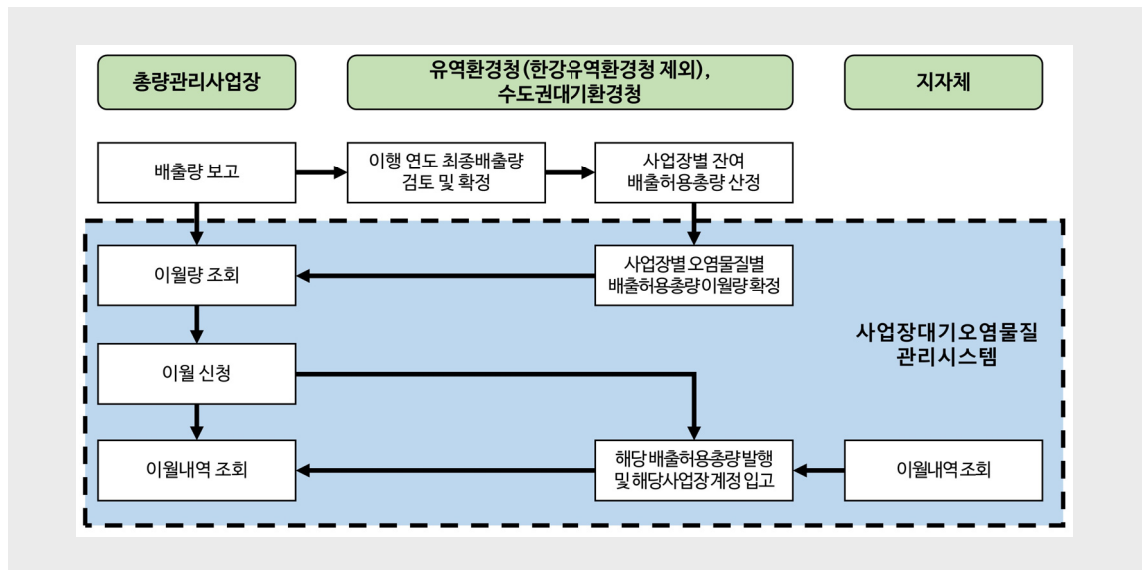 총량관리사업장
유역환경청(한강유역환경청 제외),
수도권대기환경청
지자체
배출량 보고
이행 연도 최종배출량
검토 및 확정
사업장별 잔여
배출허용총량 산정
이월량 조회
사업장별 오염물질별
배출허용총량 이월량 확정
사업장대기오염물질
관리시스템
이월 신청
이월내역 조회
해당 배출허용총량 발행
및 해당사업장 계정 입고
이월내역 조회